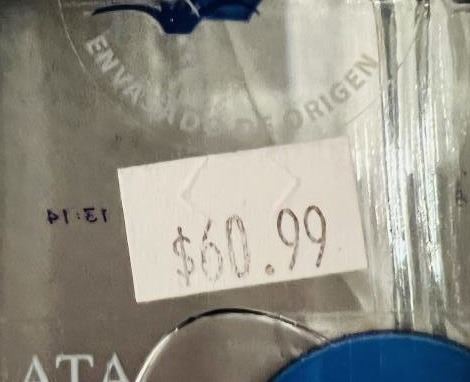 ENVASADO DE ORIGEN
13:14
$60.99
ATA